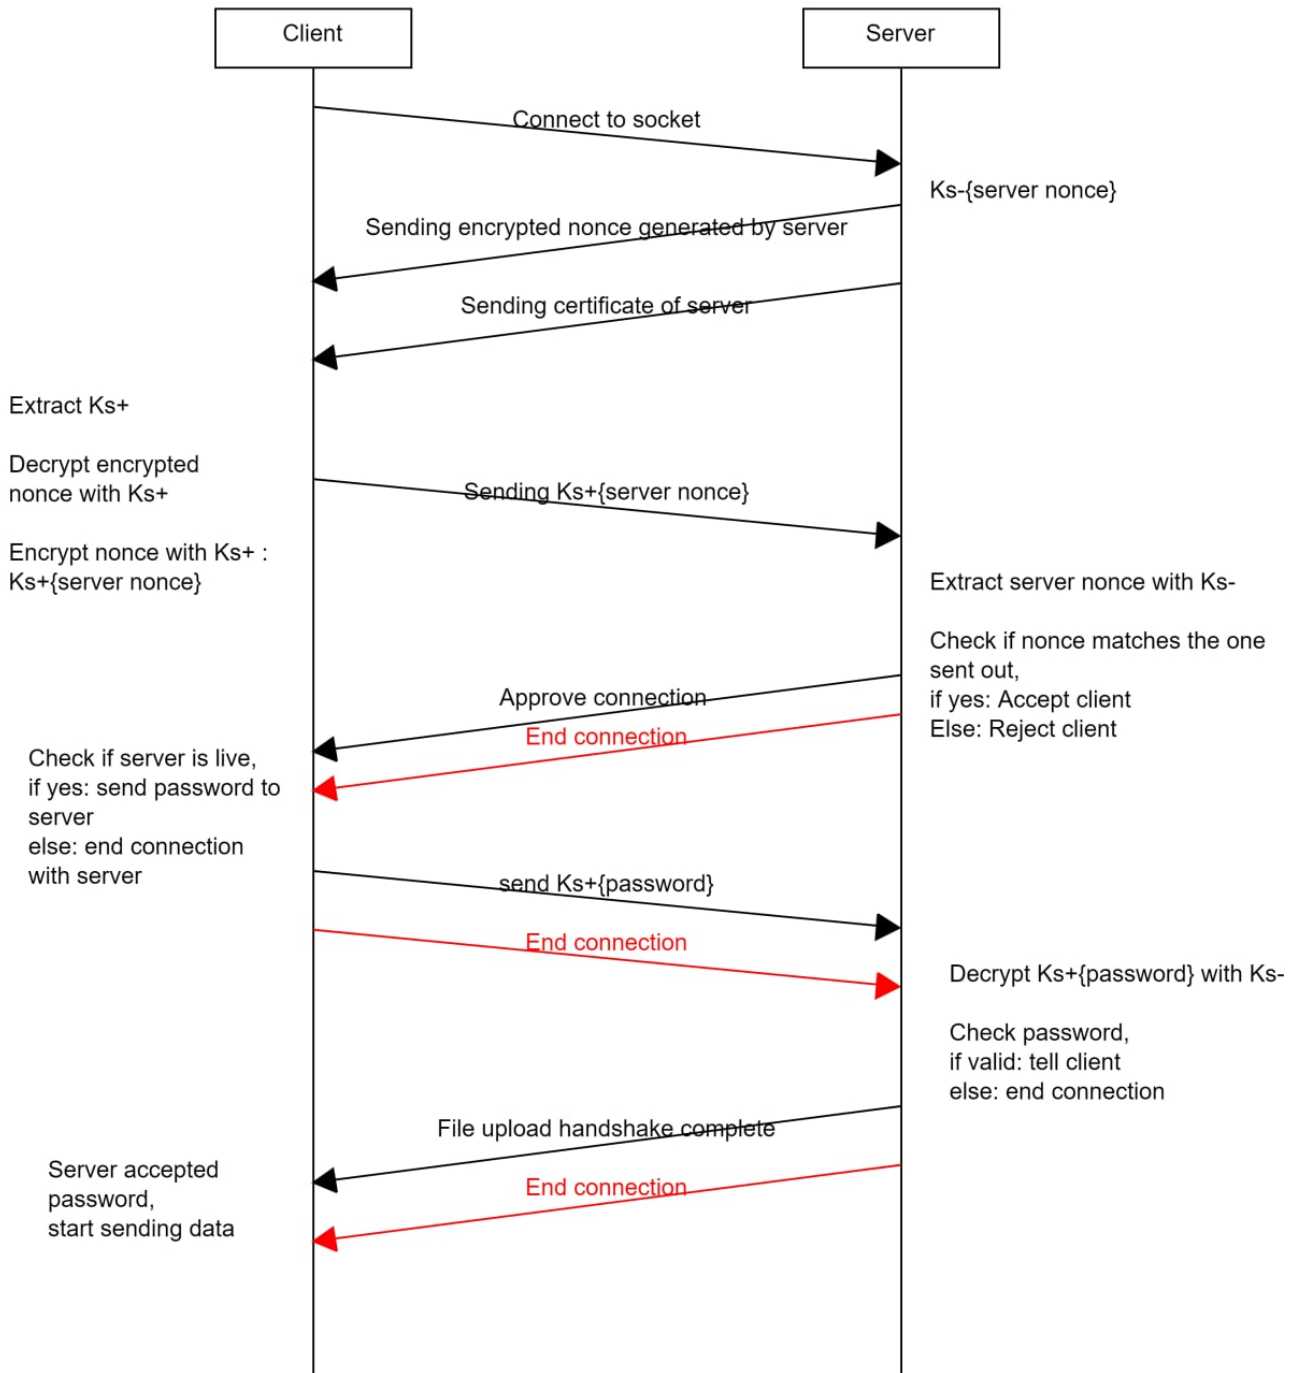 Client
Server
Connect to socket
Ks-{server nonce}
Sending encrypted nonce generated by server
Sending certificate of server
Extract Ks+
Decrypt encrypted
nonce with Ks+
Sending Ks+{server nonce}
Encrypt nonce with Ks+ :
Ks+{server nonce}
Extract server nonce with Ks-
Check if nonce matches the one
sent out,
if yes: Accept client
Else: Reject client
Approve connection
End connection
Check if server is live,
if yes: send password to
server
else: end connection
with server
send Ks+{password}
End connection
Decrypt Ks+{password} with Ks-
Check password,
if valid: tell client
else: end connection
File upload handshake complete
Server accepted
password,
start sending data
End connection